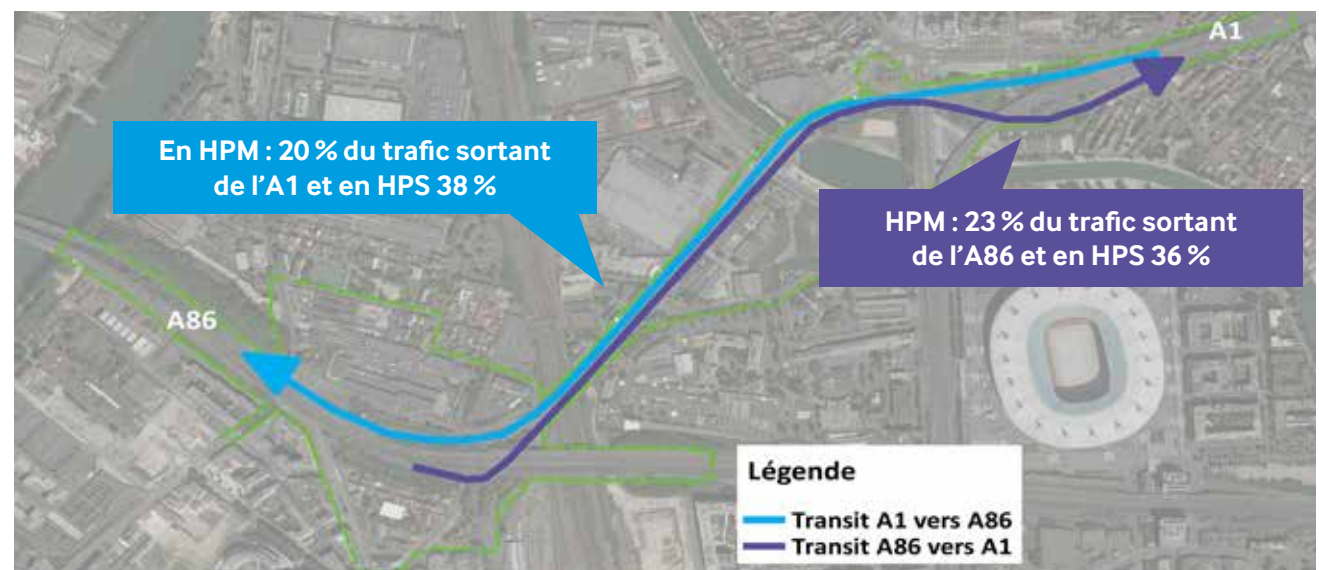 A1
En HPM : 20 % du trafic sortant
de l'A1 et en HPS 38 %
HPM : 23 % du trafic sortant
de l'A86 et en HPS 36 %
A86
Légende
Transit A1 vers A86
Transit A86 vers A1